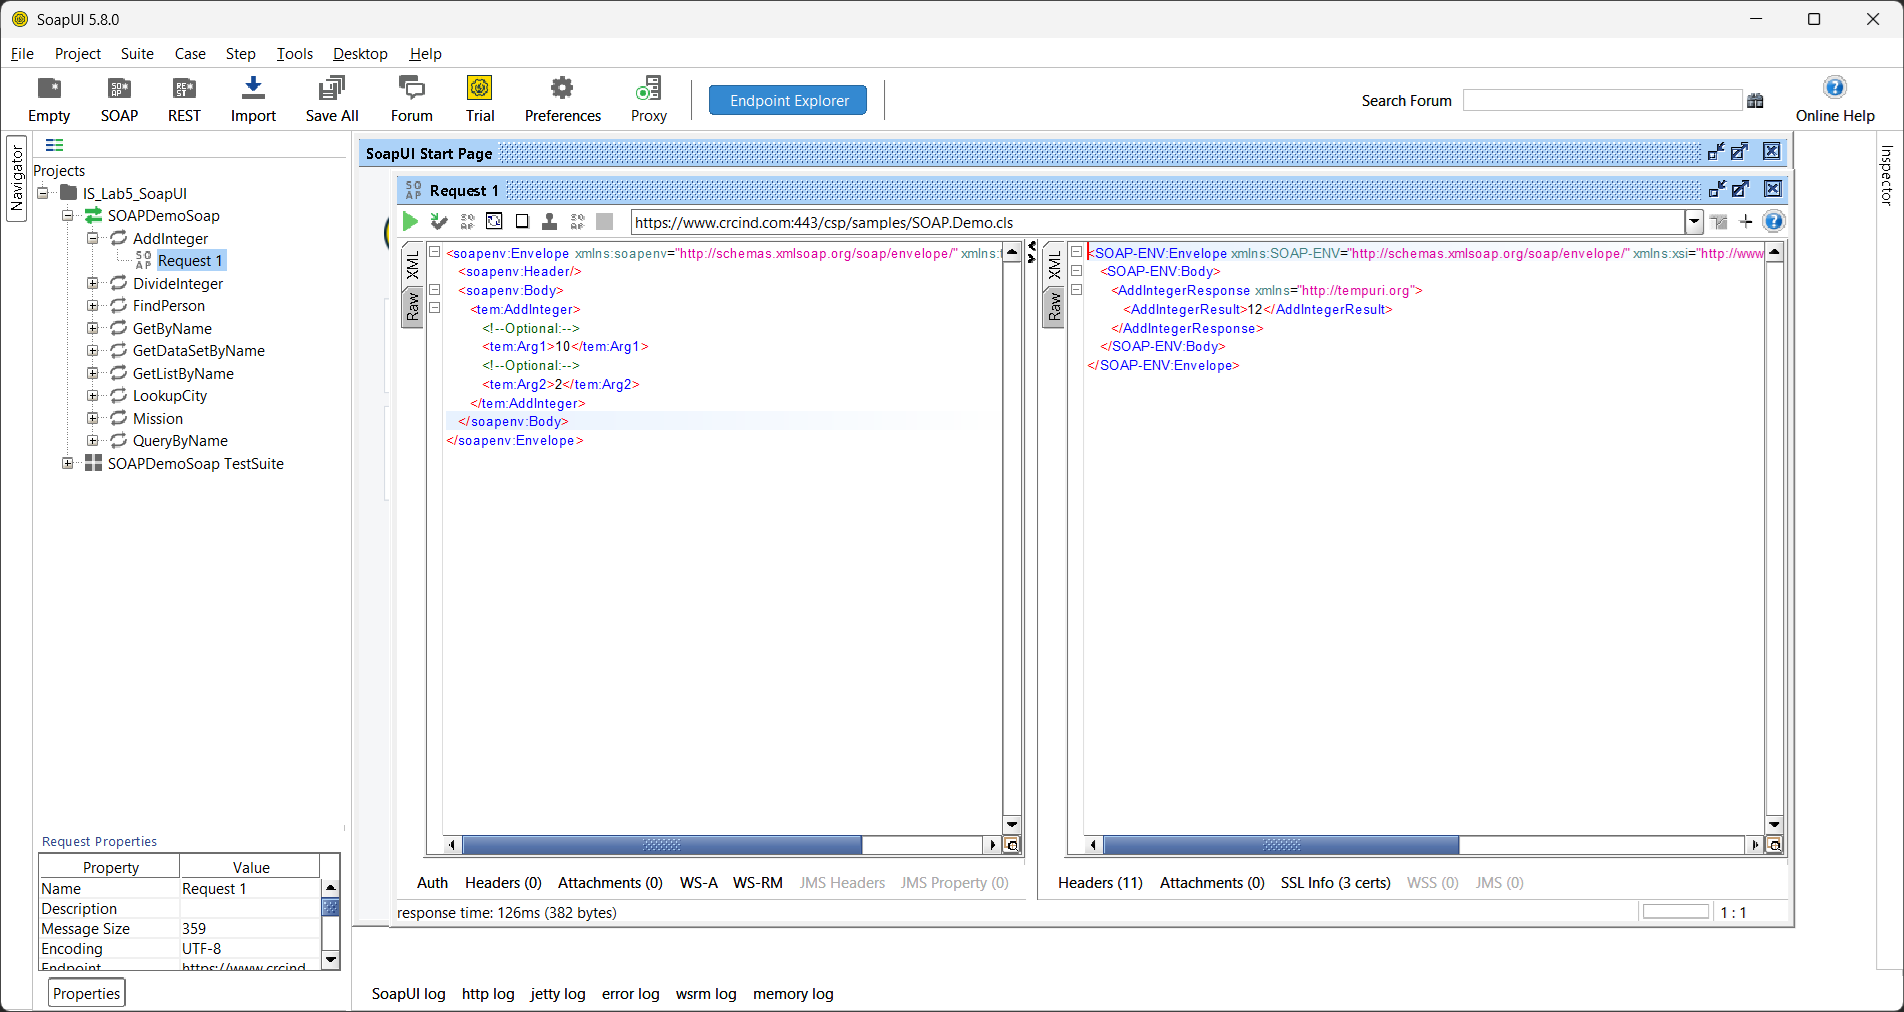 SoapUI 5.8.0
File Project Suite Case Step Tools Desktop Help
Empty SOAP REST Import Save All Forum Trial Preferences Proxy Endpoint Explorer Search Forum Online Help
Navigator
Projects
IS_Lab5_SoapUI
SOAPDemoSoap
AddInteger
Request 1
DivideInteger
FindPerson
GetByName
GetDataSetByName
GetListByName
LookupCity
Mission
QueryByName
SOAPDemoSoap TestSuite
Request Properties
Property Value
Name Request 1
Description
Message Size 359
Encoding UTF-8
Endpoint https://www.crcind
Properties
SoapUI Start Page
Request 1
https://www.crcind.com:443/csp/samples/SOAP.Demo.cls
XML
Raw
<soapenv:Envelope xmlns:soapenv="http://schemas.xmlsoap.org/soap/envelope/" xmlns:t
<soapenv:Header/>
<soapenv:Body>
<tem:AddInteger>
<!--Optional:-->
<tem:Arg1>10</tem:Arg1>
<!--Optional:-->
<tem:Arg2>2</tem:Arg2>
</tem:AddInteger>
</soapenv:Body>
</soapenv:Envelope>
Auth Headers (0) Attachments (0) WS-A WS-RM JMS Headers JMS Property (0)
XML
Raw
<SOAP-ENV:Envelope xmlns:SOAP-ENV="http://schemas.xmlsoap.org/soap/envelope/" xmlns:xsi="http://www
<SOAP-ENV:Body>
<AddIntegerResponse xmlns="http://tempuri.org">
<AddIntegerResult>12</AddIntegerResult>
</AddIntegerResponse>
</SOAP-ENV:Body>
</SOAP-ENV:Envelope>
Headers (11) Attachments (0) SSL Info (3 certs) WSS (0) JMS (0)
response time: 126ms (382 bytes)
1 : 1
Inspector
SoapUI log http log jetty log error log wsrm log memory log